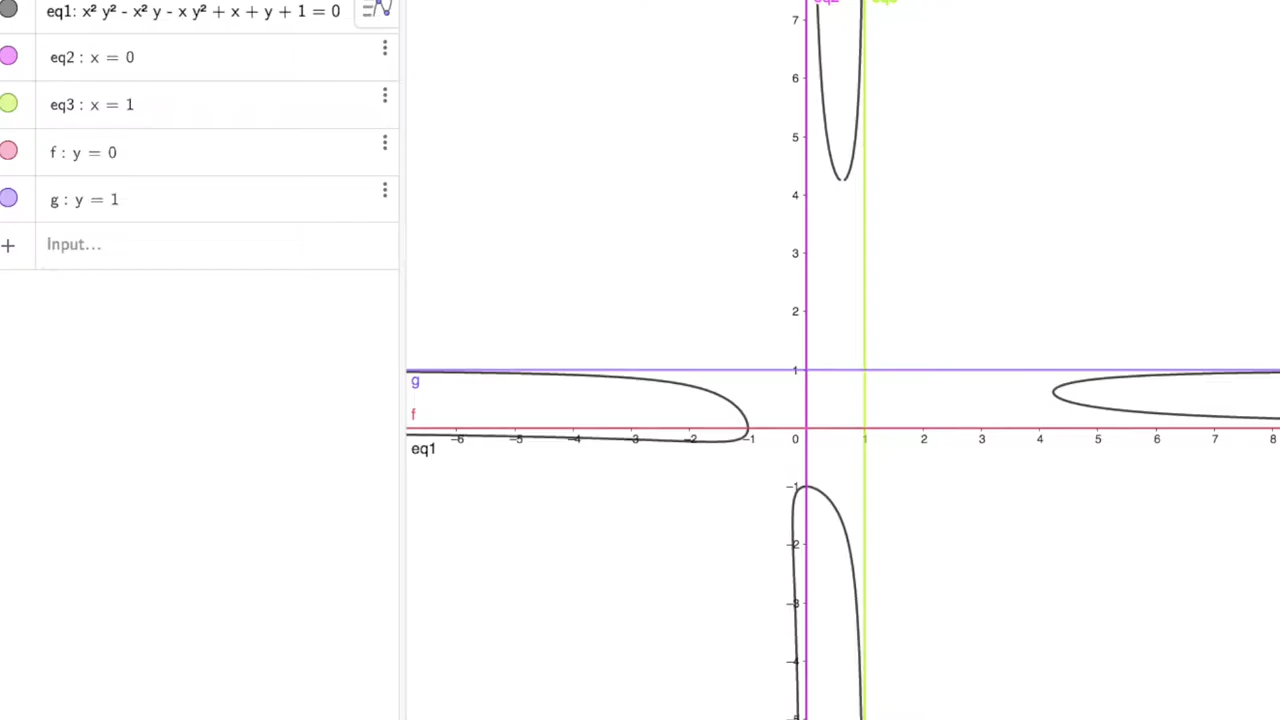 eq1: x² y² - x² y - x y² + x + y + 1 = 0
eq2 : x = 0
eq3 : x = 1
f : y = 0
g : y = 1
+ Input...
7
6
5
4
3
2
1
g
f
eq1
-6 -5 -4 -3 -2 -1 0 1 2 3 4 5 6 7 8
-1
-2
-3
-4